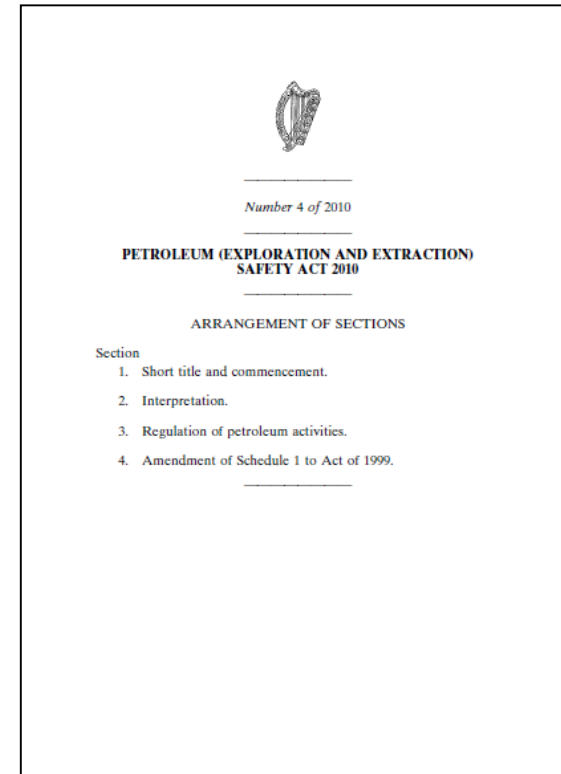 Number 4 of 2010
PETROLEUM (EXPLORATION AND EXTRACTION)
SAFETY ACT 2010
ARRANGEMENT OF SECTIONS
Section
1. Short title and commencement.
2. Interpretation.
3. Regulation of petroleum activities.
4. Amendment of Schedule 1 to Act of 1999.